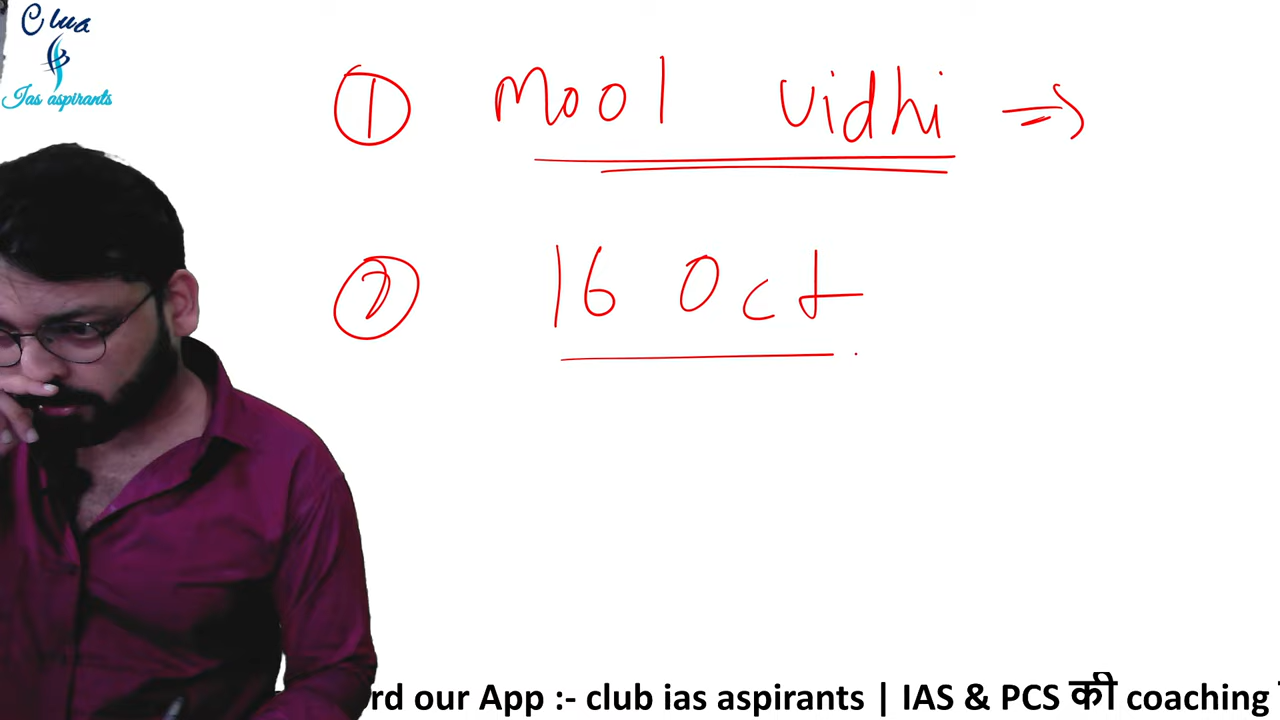 Club
Ias aspirants
① Mool vidhi ⇒
② 16 Oct
rd our App :- club ias aspirants | IAS & PCS की coaching